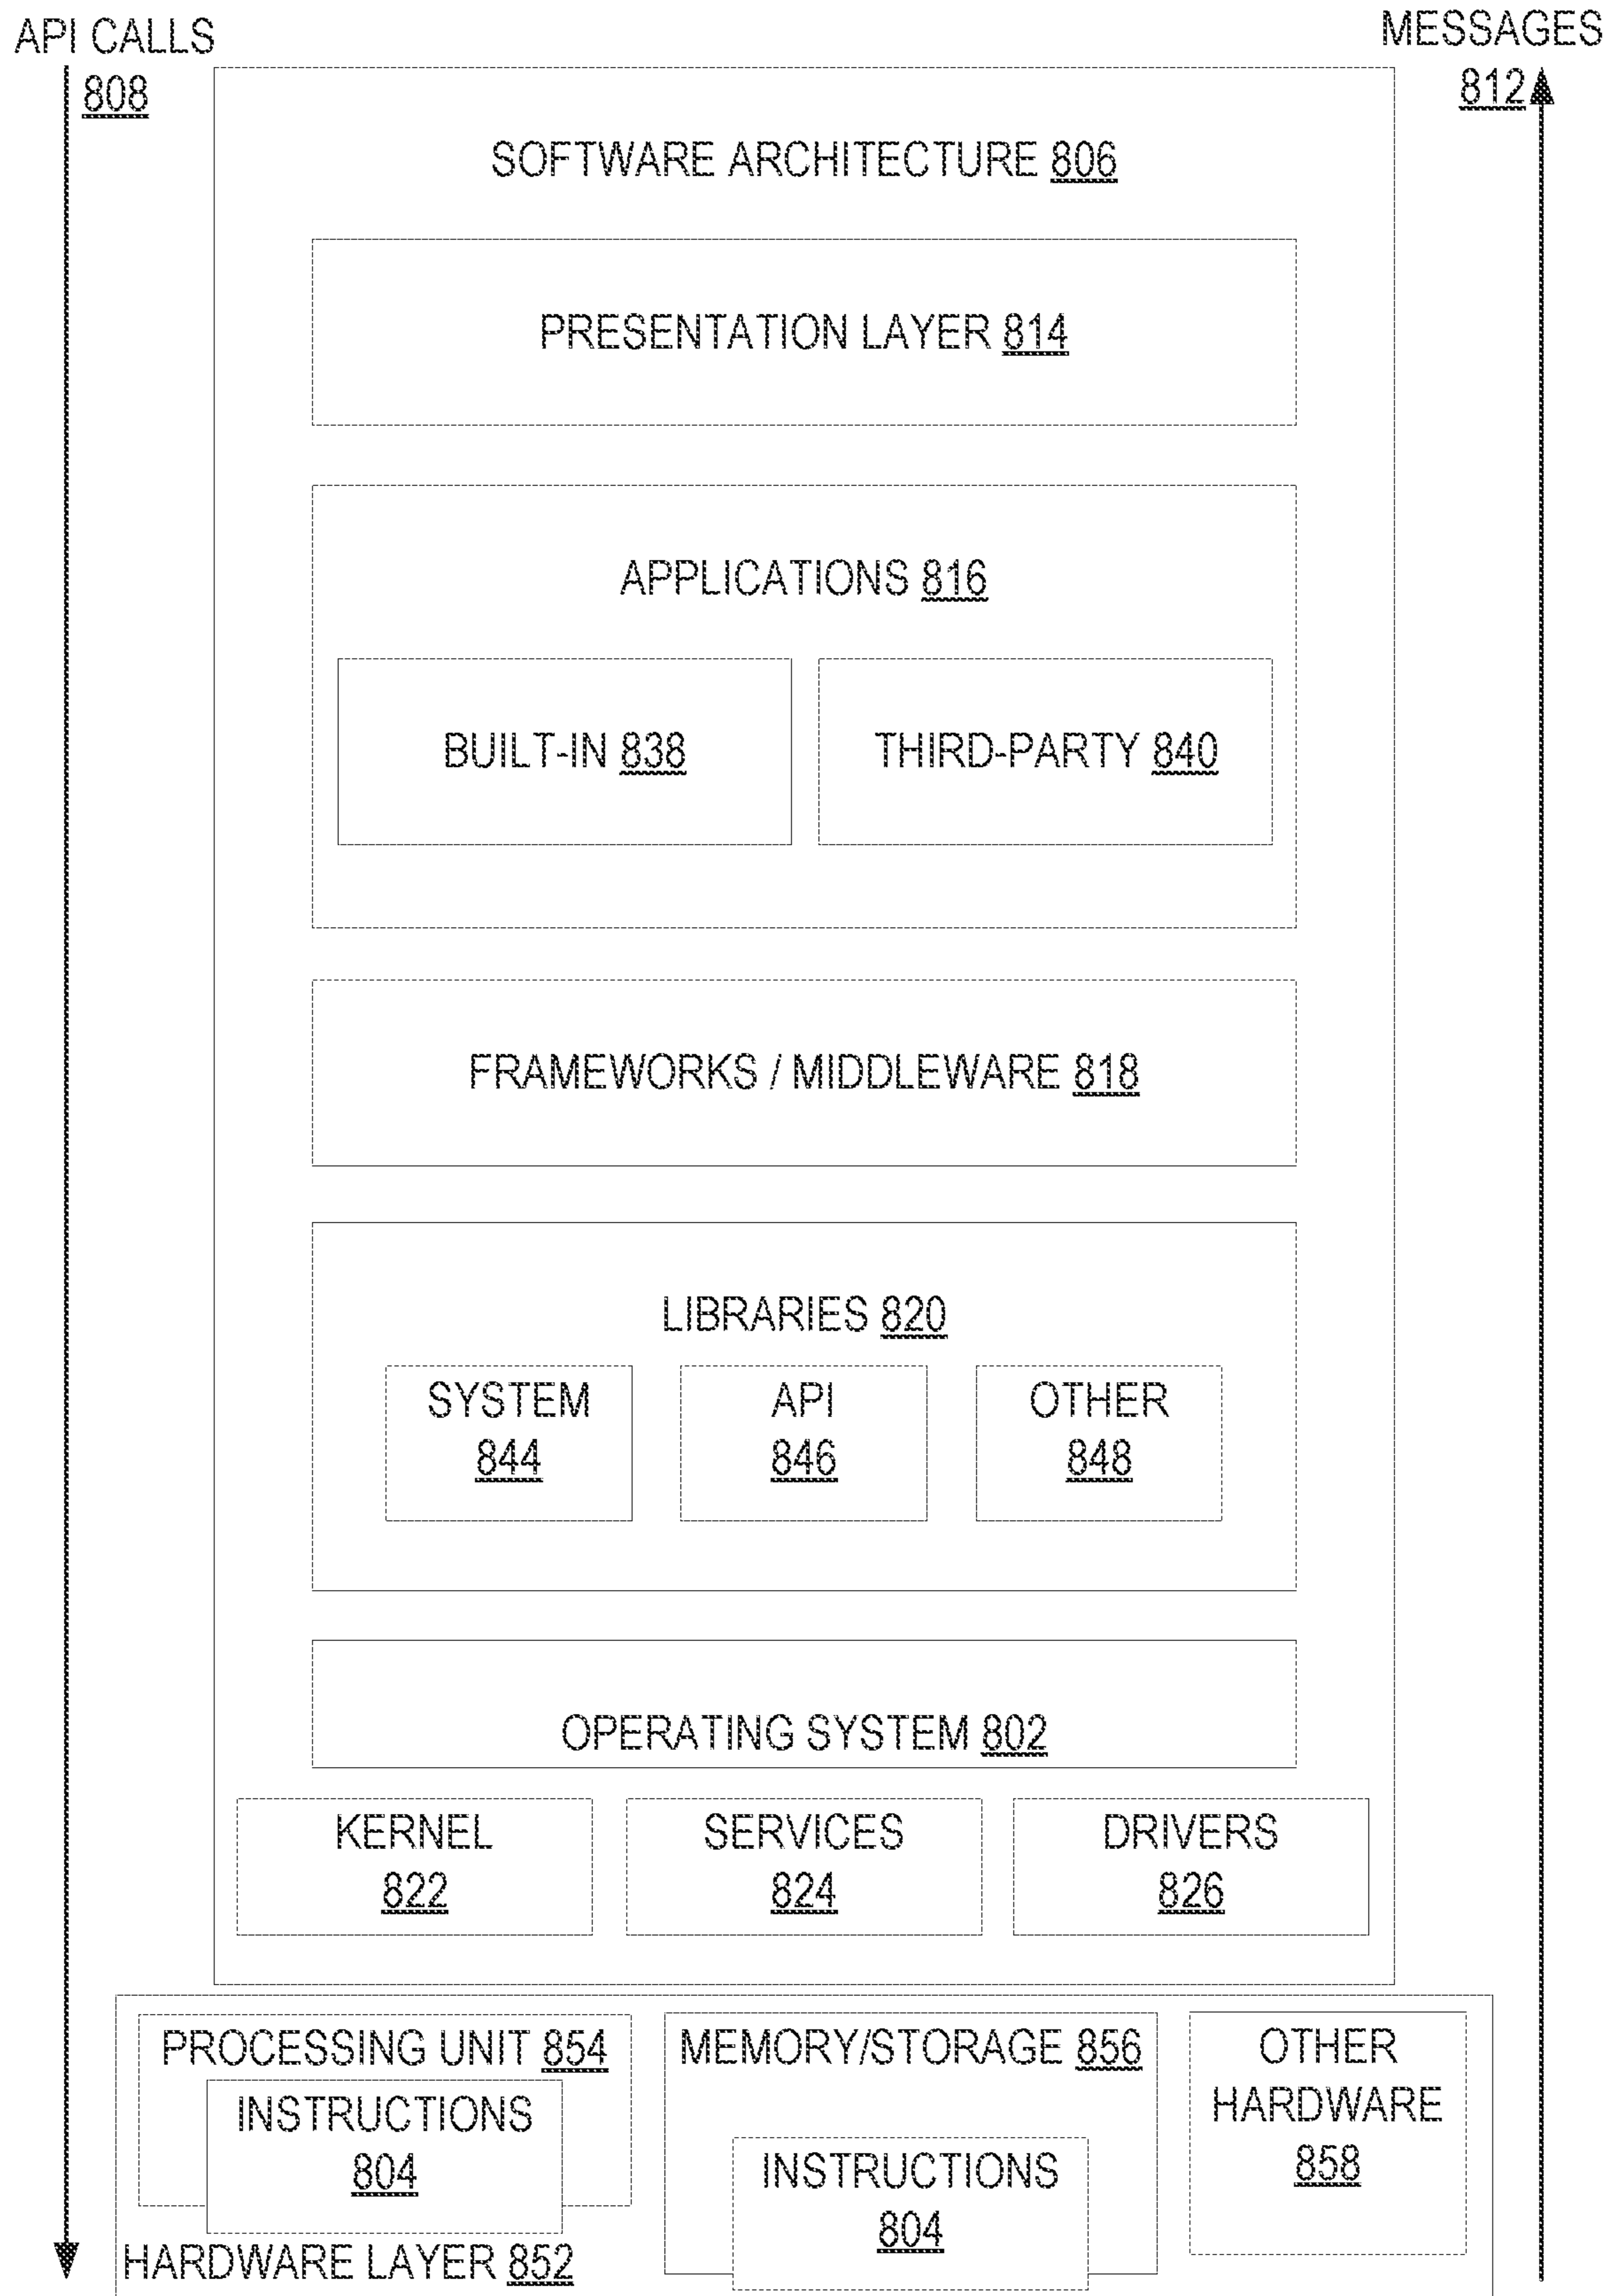 API CALLS
808
MESSAGES
812
SOFTWARE ARCHITECTURE 806
PRESENTATION LAYER 814
APPLICATIONS 816
BUILT-IN 838
THIRD-PARTY 840
FRAMEWORKS / MIDDLEWARE 818
LIBRARIES 820
SYSTEM
844
API
846
OTHER
848
OPERATING SYSTEM 802
KERNEL
822
SERVICES
824
DRIVERS
826
PROCESSING UNIT 854
INSTRUCTIONS
804
MEMORY/STORAGE 856
INSTRUCTIONS
804
OTHER
HARDWARE
858
HARDWARE LAYER 852